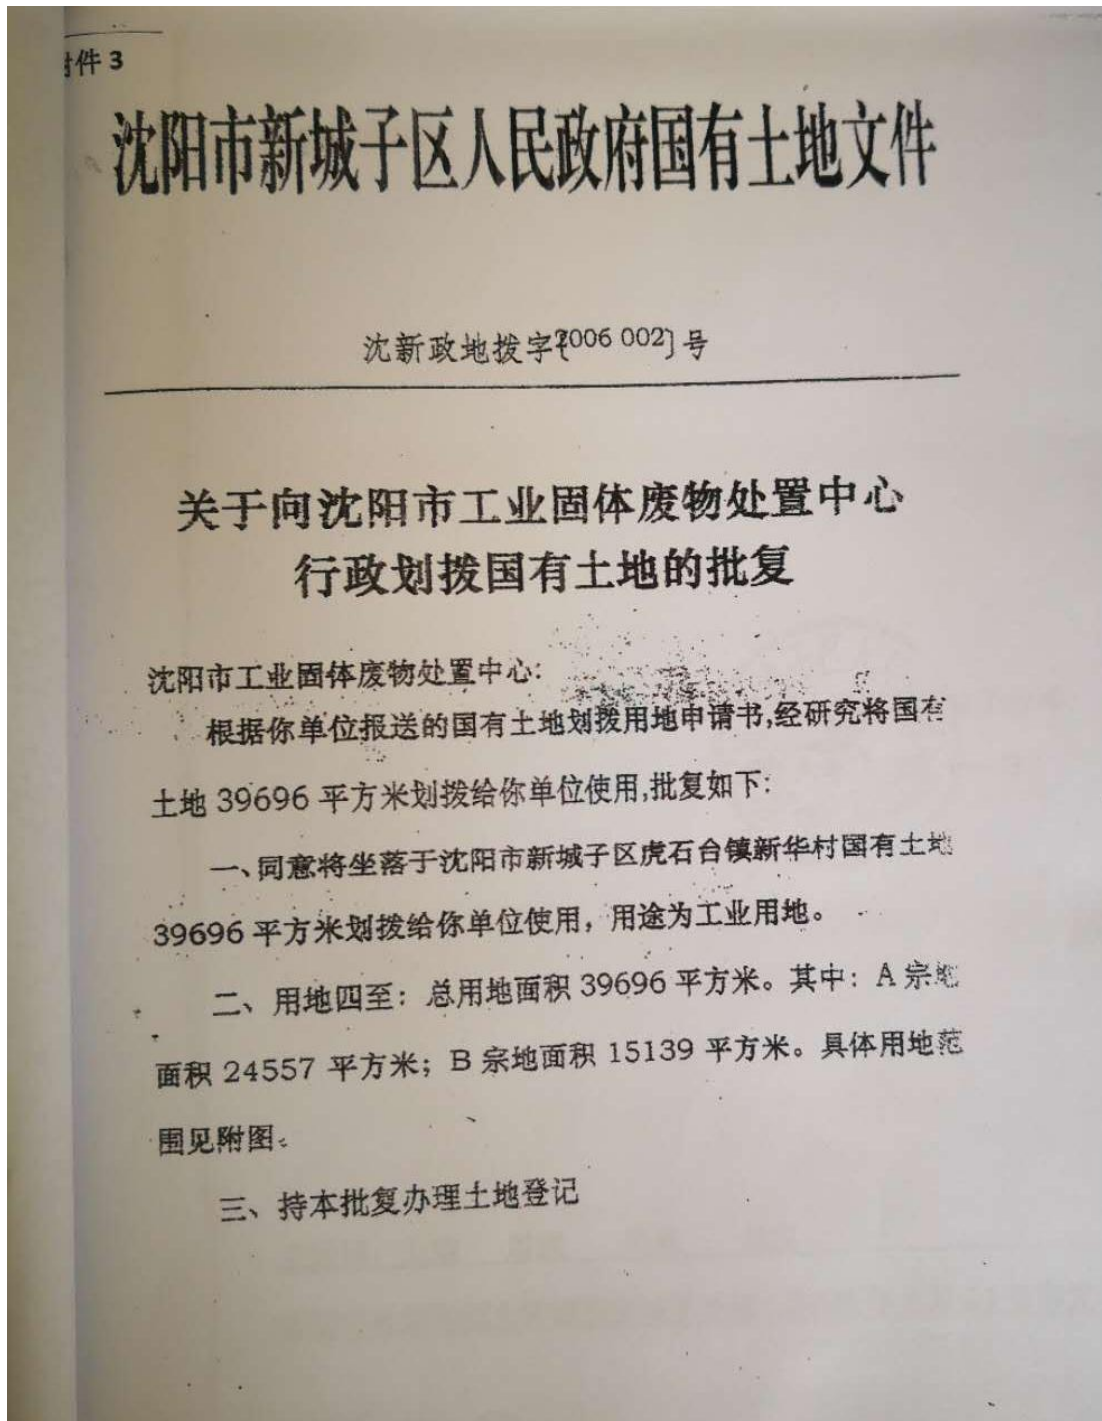 附件 3
沈阳市新城子区人民政府国有土地文件
沈新政地拨字〔2006 002〕号
关于向沈阳市工业固体废物处置中心
行政划拨国有土地的批复
沈阳市工业固体废物处置中心:
根据你单位报送的国有土地划拨用地申请书,经研究将国有
土地 39696 平方米划拨给你单位使用,批复如下:
一、同意将坐落于沈阳市新城子区虎石台镇新华村国有土地
39696 平方米划拨给你单位使用，用途为工业用地。
二、用地四至：总用地面积 39696 平方米。其中：A 宗地
面积 24557 平方米；B 宗地面积 15139 平方米。具体用地范
围见附图。
三、持本批复办理土地登记